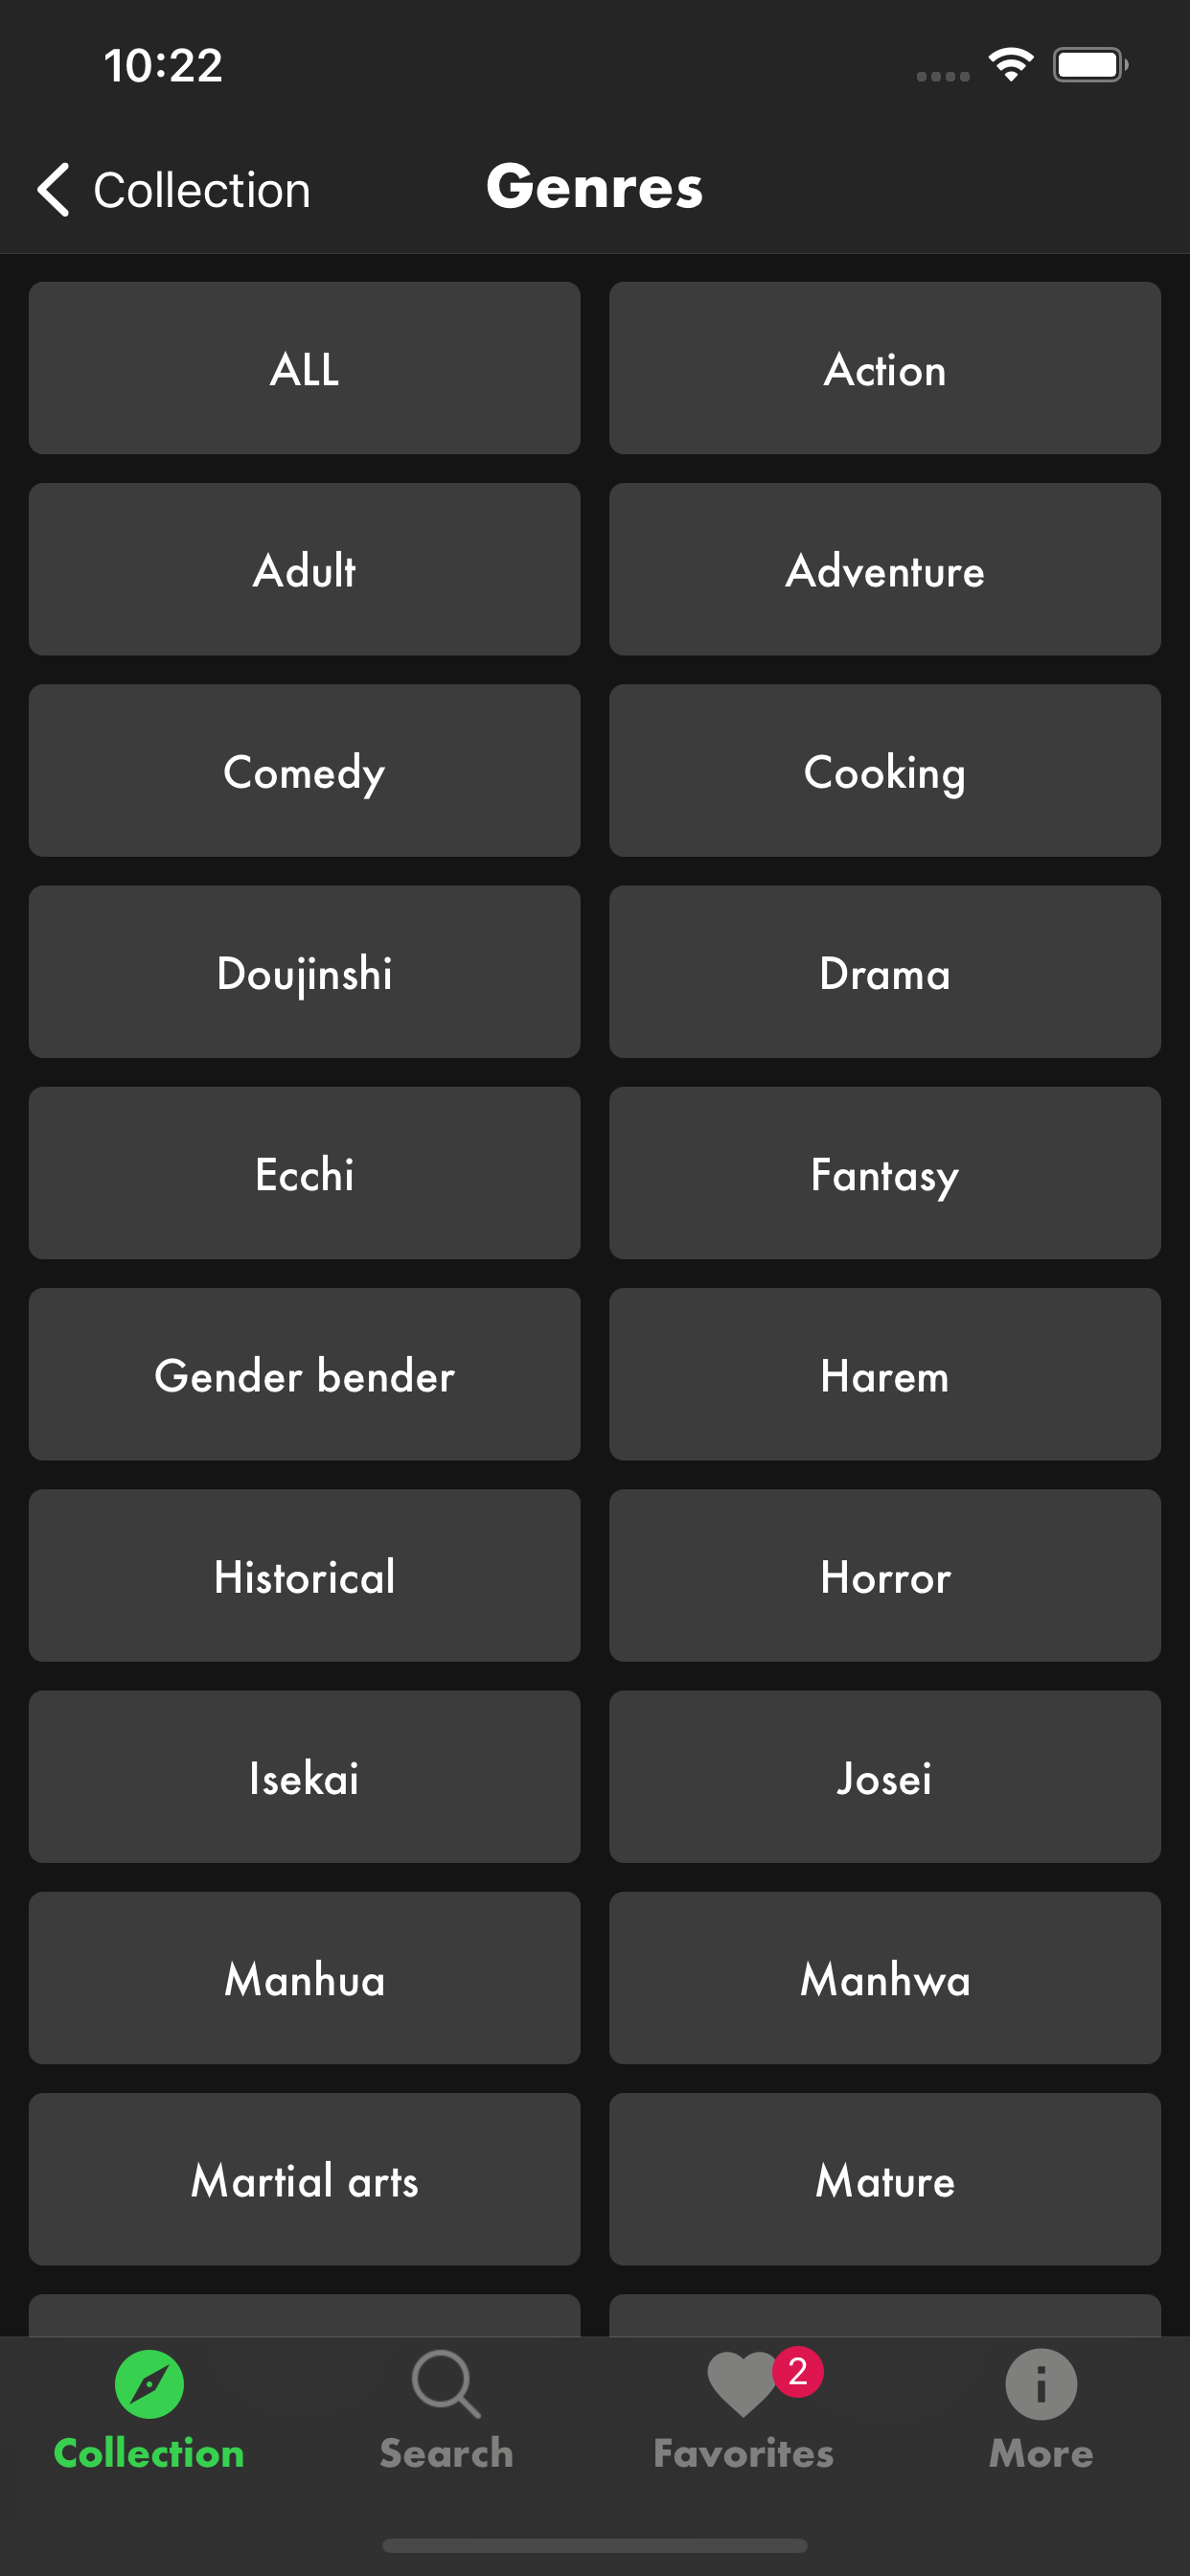 10:22
Collection
Genres
ALL
Action
Adult
Adventure
Comedy
Cooking
Doujinshi
Drama
Ecchi
Fantasy
Gender bender
Harem
Historical
Horror
Isekai
Josei
Manhua
Manhwa
Martial arts
Mature
2
Collection
Search
Favorites
More